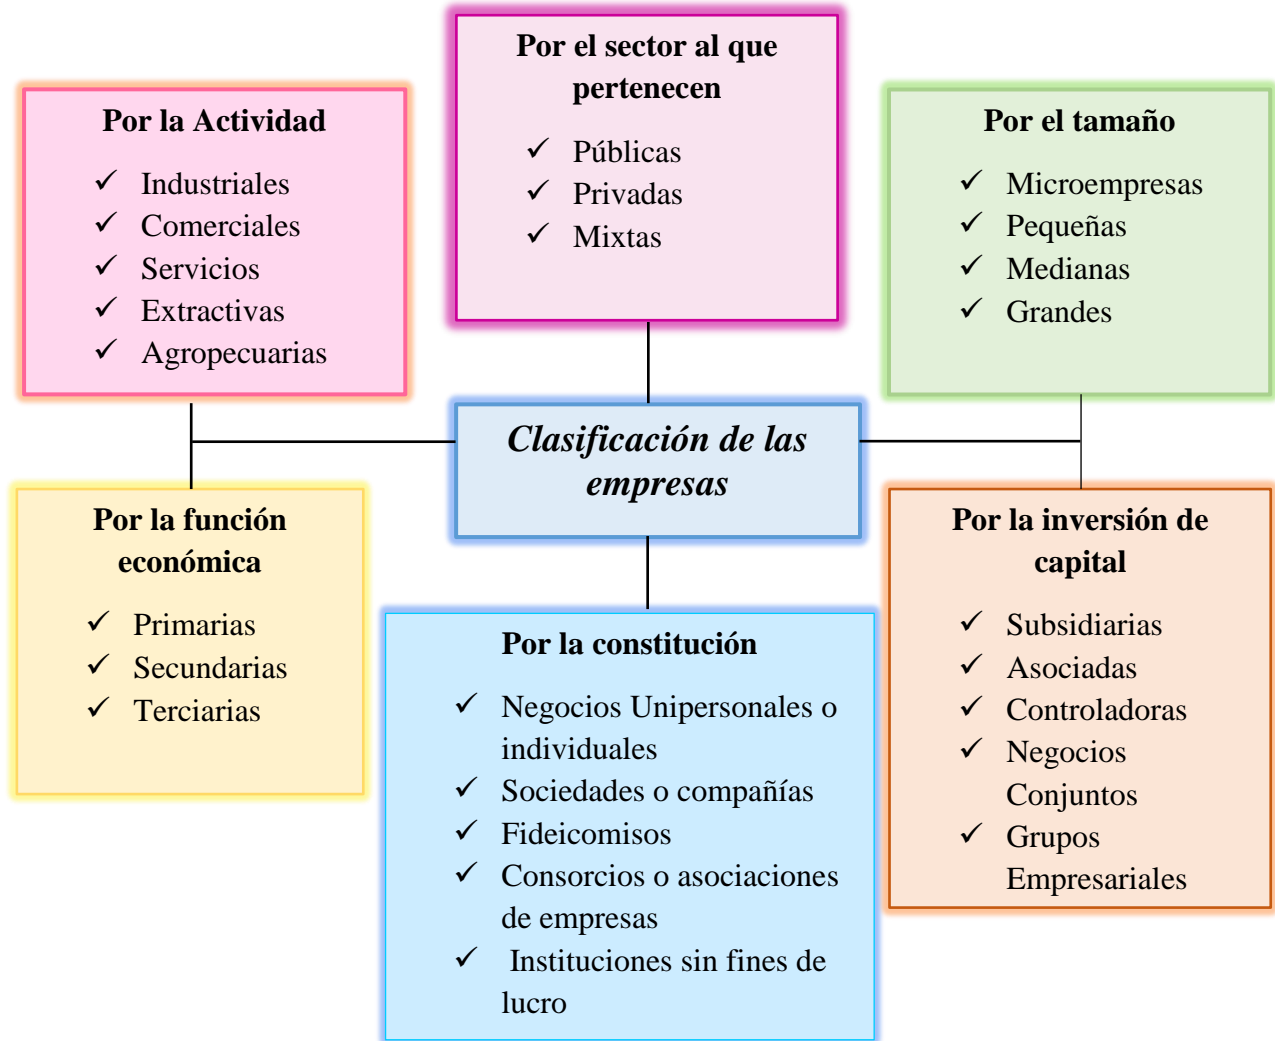 Por el sector al que
pertenecen
✓ Públicas
✓ Privadas
✓ Mixtas
Por la Actividad
✓ Industriales
✓ Comerciales
✓ Servicios
✓ Extractivas
✓ Agropecuarias
Por el tamaño
✓ Microempresas
✓ Pequeñas
✓ Medianas
✓ Grandes
Clasificación de las
empresas
Por la función
económica
✓ Primarias
✓ Secundarias
✓ Terciarias
Por la constitución
✓ Negocios Unipersonales o
individuales
✓ Sociedades o compañías
✓ Fideicomisos
✓ Consorcios o asociaciones
de empresas
✓ Instituciones sin fines de
lucro
Por la inversión de
capital
✓ Subsidiarias
✓ Asociadas
✓ Controladoras
✓ Negocios
Conjuntos
✓ Grupos
Empresariales